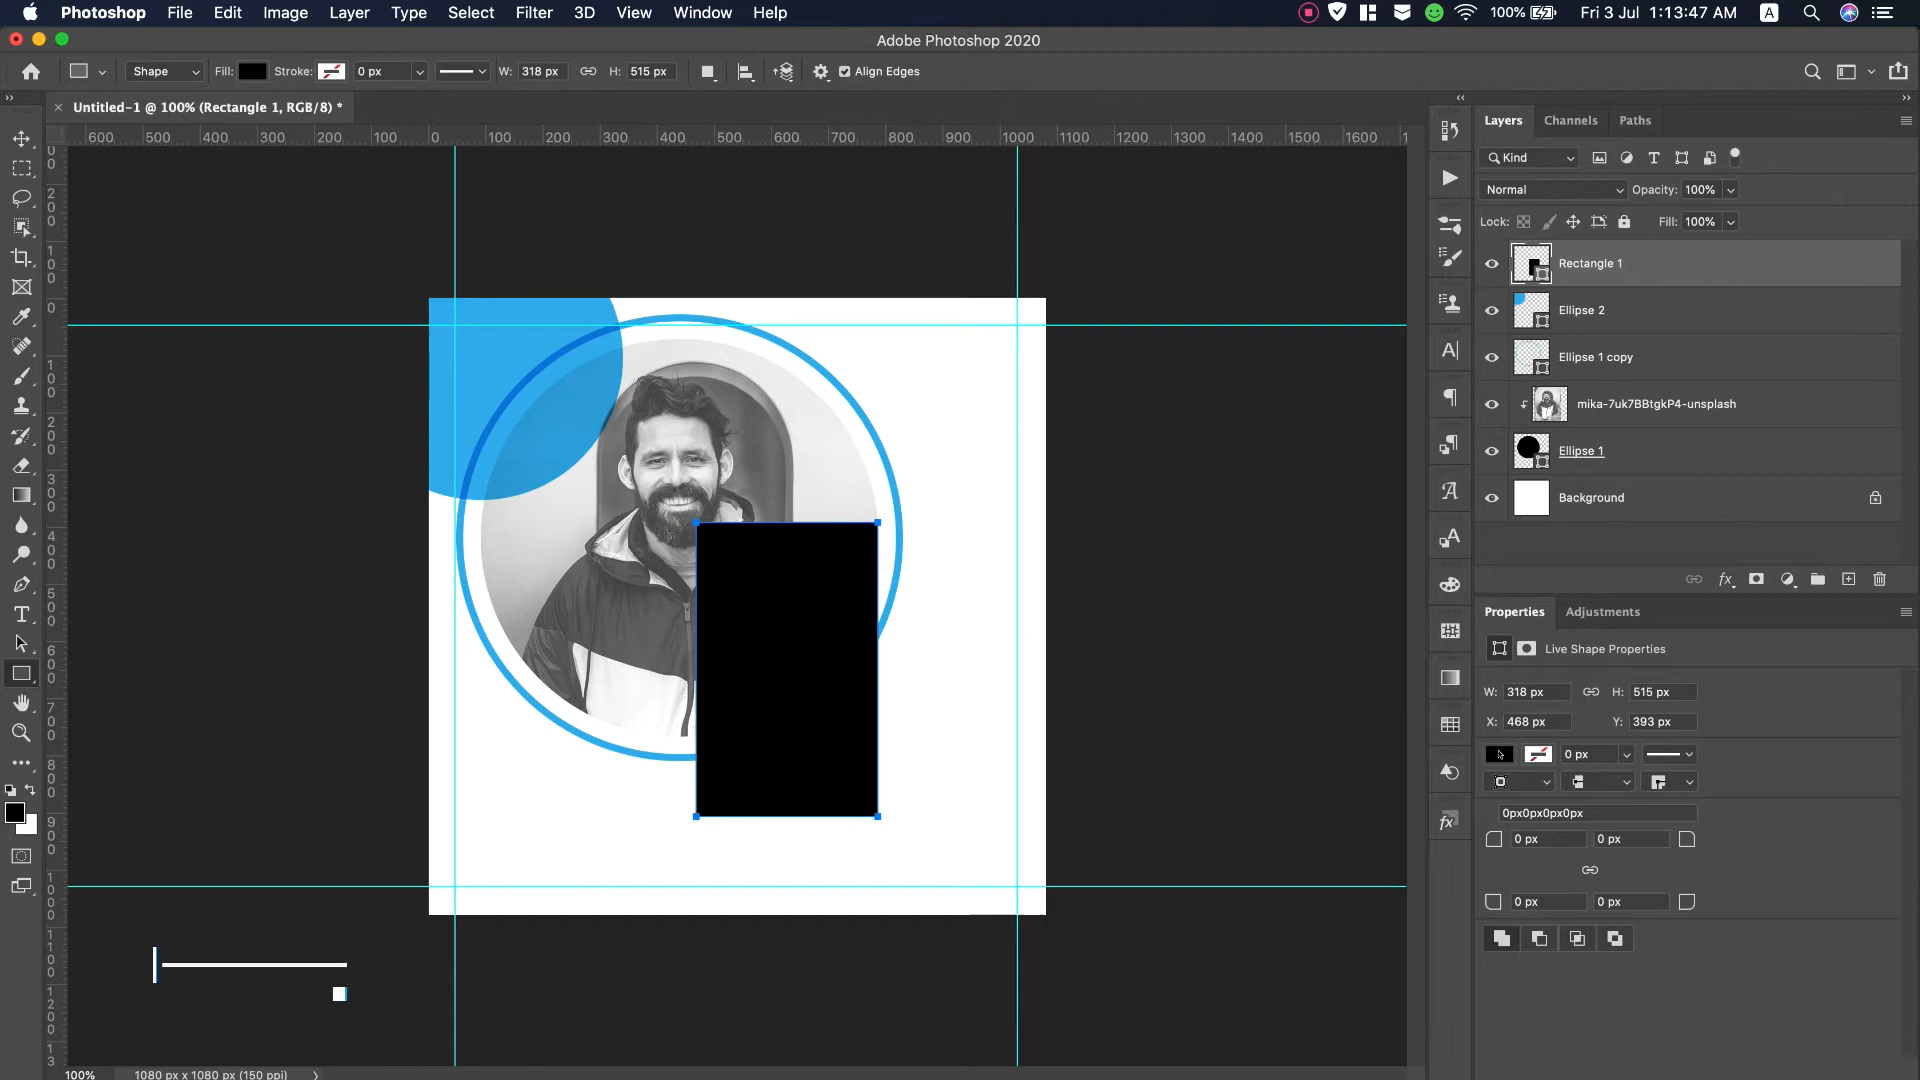 Photoshop File Edit Image Layer Type Select Filter 3D View Window Help 100% Fri 3 Jul 1:13:47 AM A
Adobe Photoshop 2020
Shape Fill: Stroke: 0 px W: 318 px H: 515 px Align Edges
× Untitled-1 @ 100% (Rectangle 1, RGB/8) *
600 500 400 300 200 100 0 100 200 300 400 500 600 700 800 900 1000 1100 1200 1300 1400 1500 1600
Layers Channels Paths
Kind
Normal Opacity: 100%
Lock: Fill: 100%
Rectangle 1
Ellipse 2
Ellipse 1 copy
mika-7uk7BBtgkP4-unsplash
Ellipse 1
Background
Properties Adjustments
Live Shape Properties
W: 318 px H: 515 px
X: 468 px Y: 393 px
0 px
0px0px0px0px
0 px 0 px
0 px 0 px
100% 1080 px x 1080 px (150 ppi)